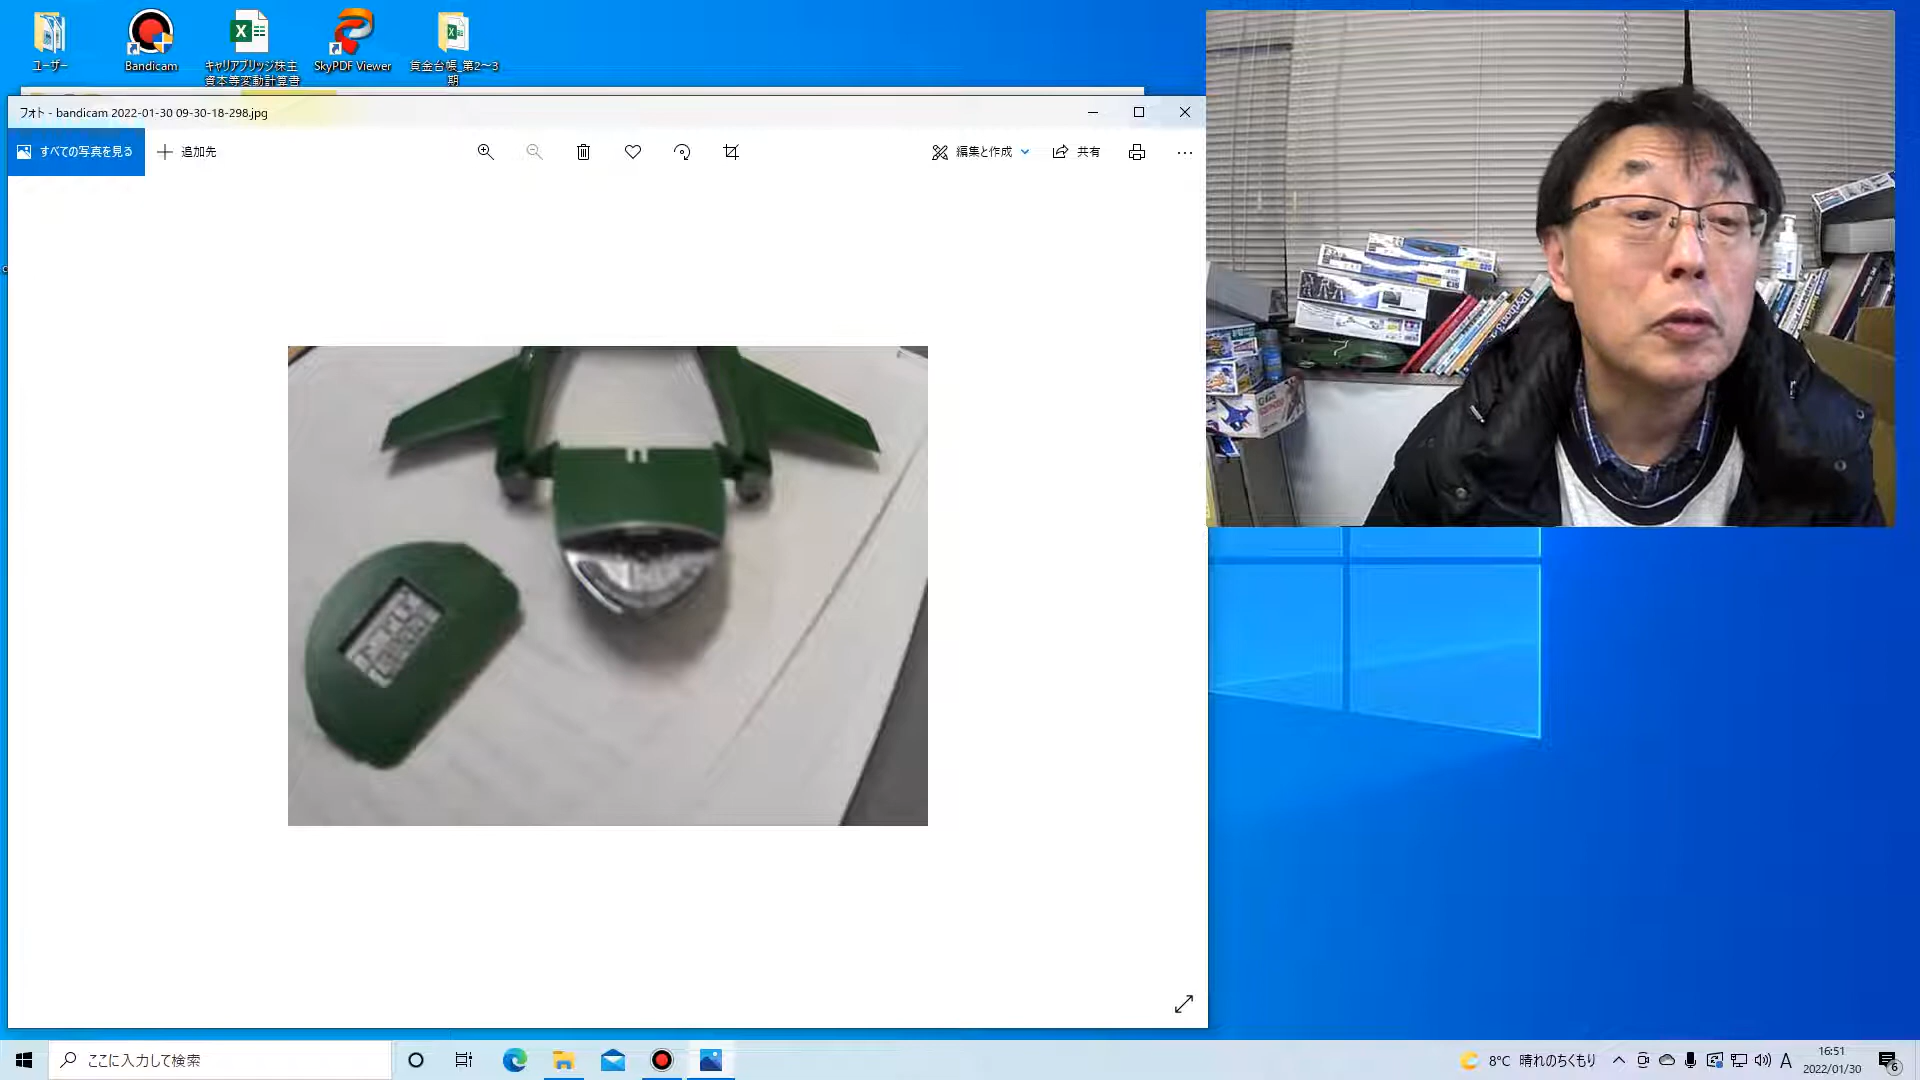 ユーザー
Bandicam
キャリアブリッジ株主
資本等変動計算書
SkyPDF Viewer
賃金台帳_第2～3
期
フォト - bandicam 2022-01-30 09-30-18-298.jpg
すべての写真を見る
追加先
編集と作成
共有
ここに入力して検索
8°C 晴れのちくもり
A
16:51
2022/01/30
6